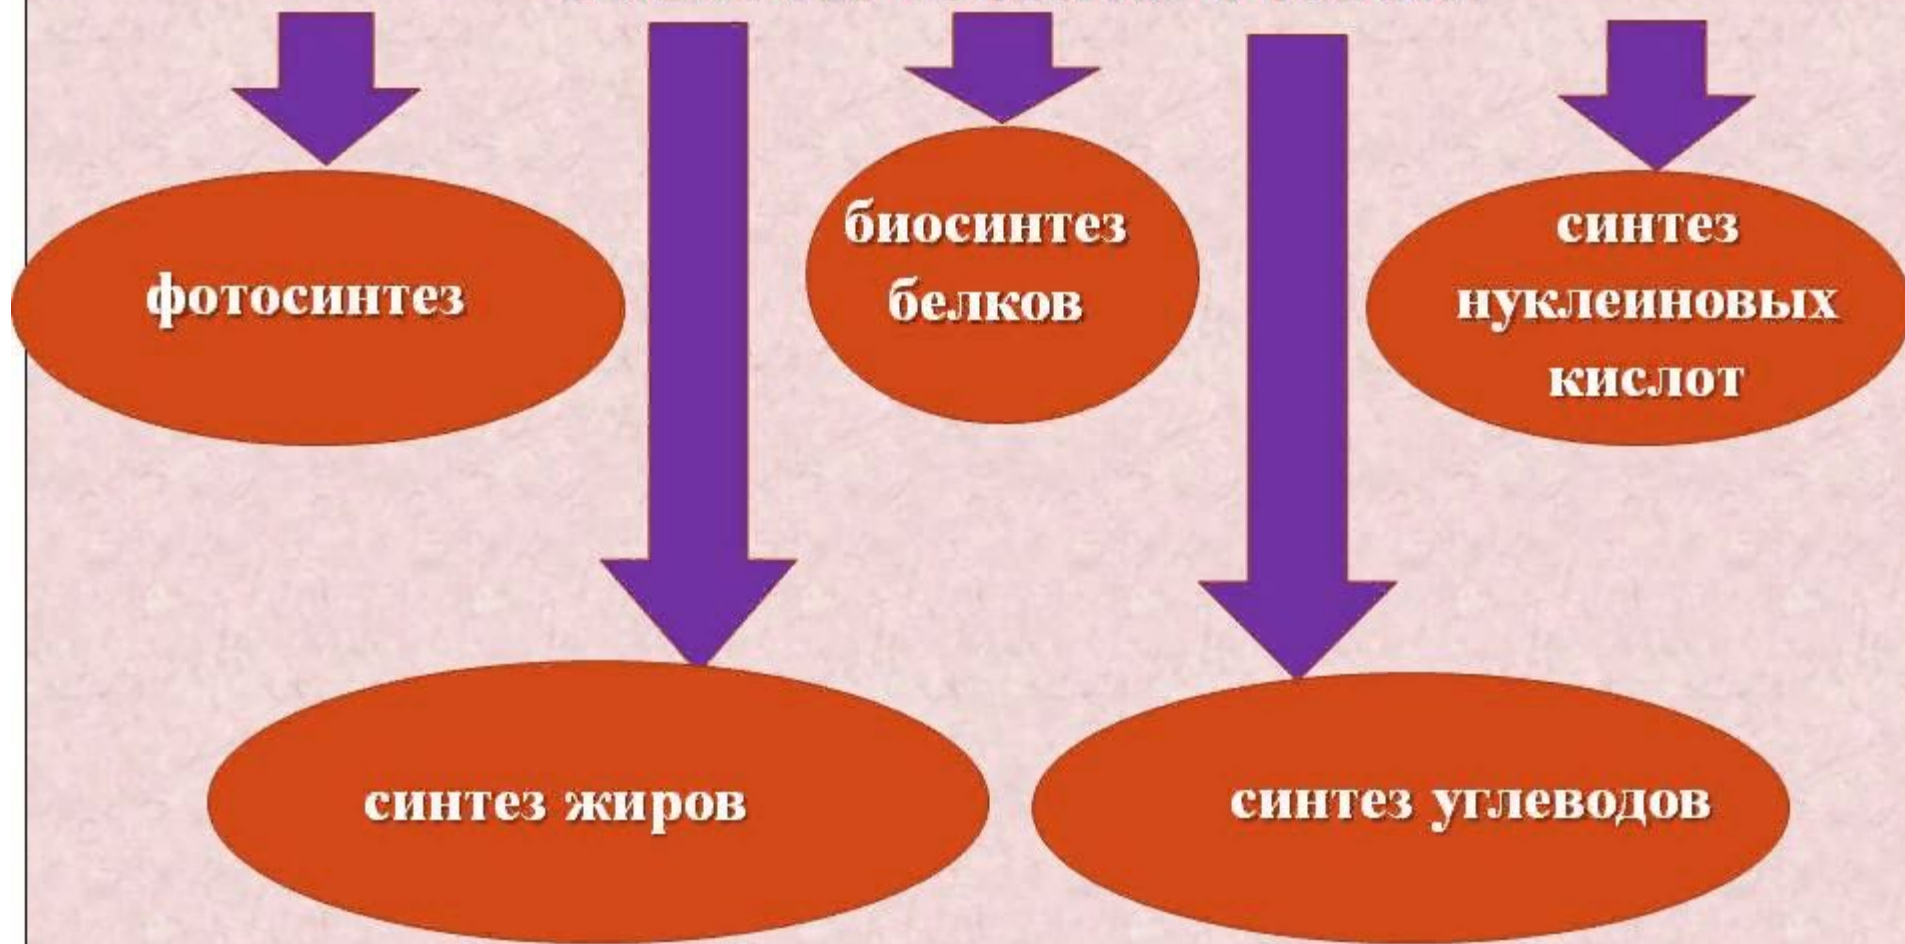 фотосинтез
биосинтез
белков
синтез
нуклеиновых
кислот
синтез жиров
синтез углеводов